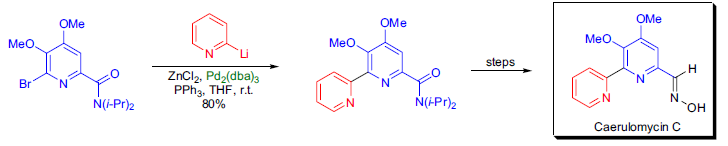 OMe
MeO
Br
N
O
N(i-Pr)2
N
Li
ZnCl2, Pd2(dba)3
PPh3, THF, r.t.
80%
OMe
MeO
N
O
N
N(i-Pr)2
steps
OMe
MeO
N
H
N
N
OH
Caerulomycin C